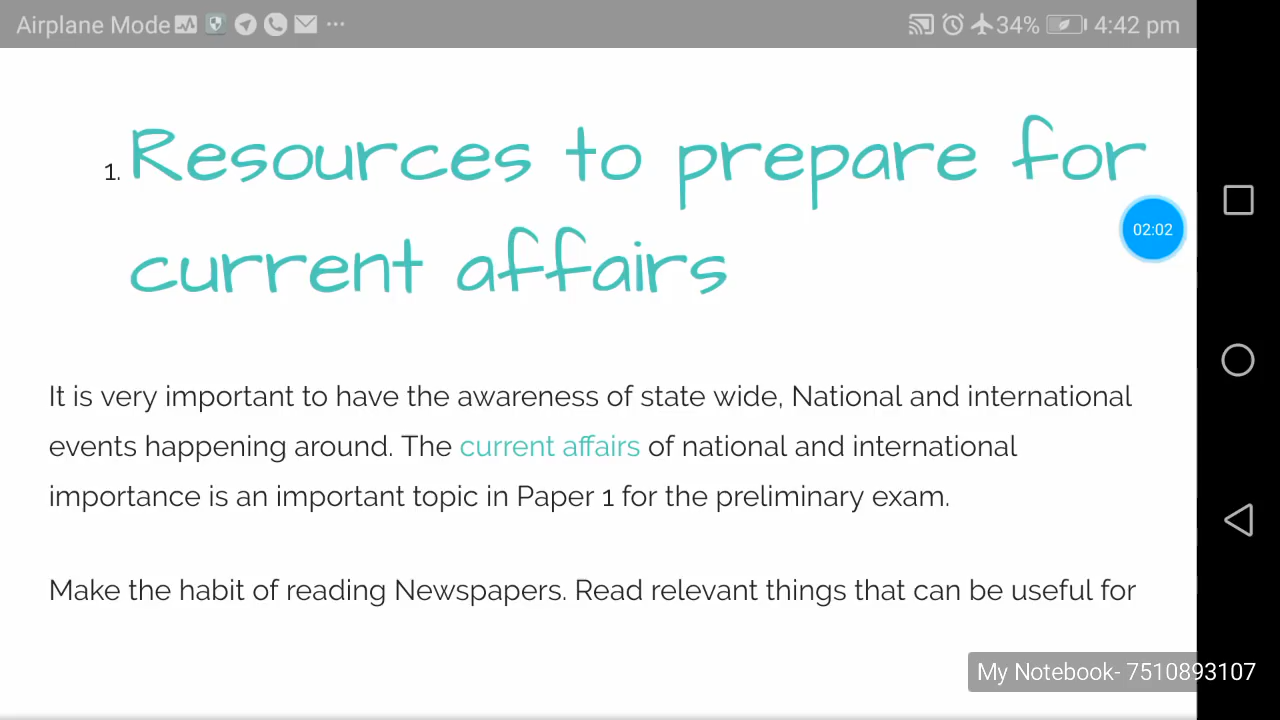 Airplane Mode ... 34% 4:42 pm
1. Resources to prepare for
current affairs
02:02
It is very important to have the awareness of state wide, National and international
events happening around. The current affairs of national and international
importance is an important topic in Paper 1 for the preliminary exam.
Make the habit of reading Newspapers. Read relevant things that can be useful for
My Notebook- 7510893107